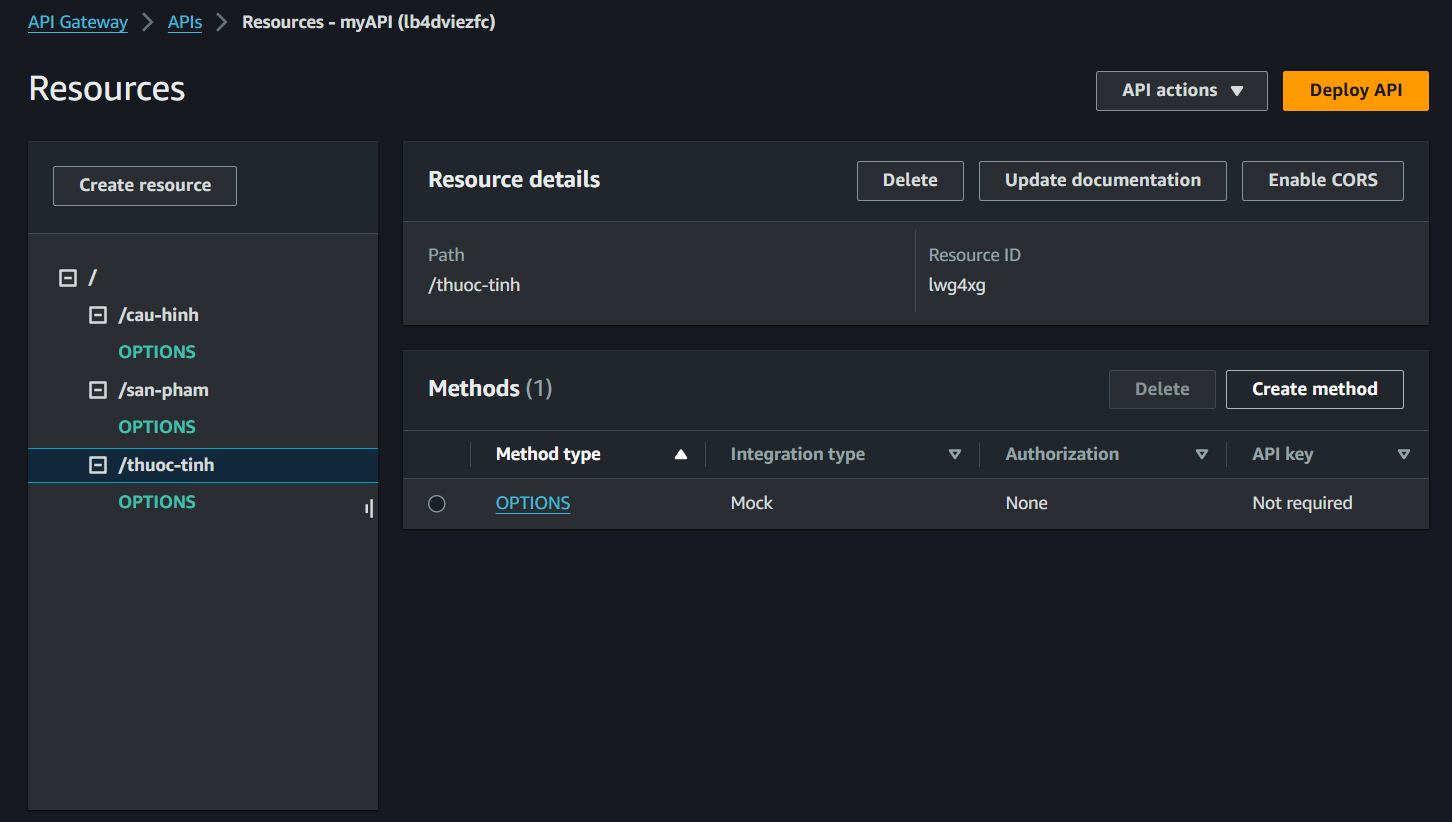 API Gateway > APIs > Resources - myAPI (lb4dviezfc)
Resources
API actions
Deploy API
Create resource
/
/cau-hinh
OPTIONS
/san-pham
OPTIONS
/thuoc-tinh
OPTIONS
Resource details
Delete
Update documentation
Enable CORS
Path
/thuoc-tinh
Resource ID
lwg4xg
Methods (1)
Delete
Create method
Method type
Integration type
Authorization
API key
OPTIONS
Mock
None
Not required